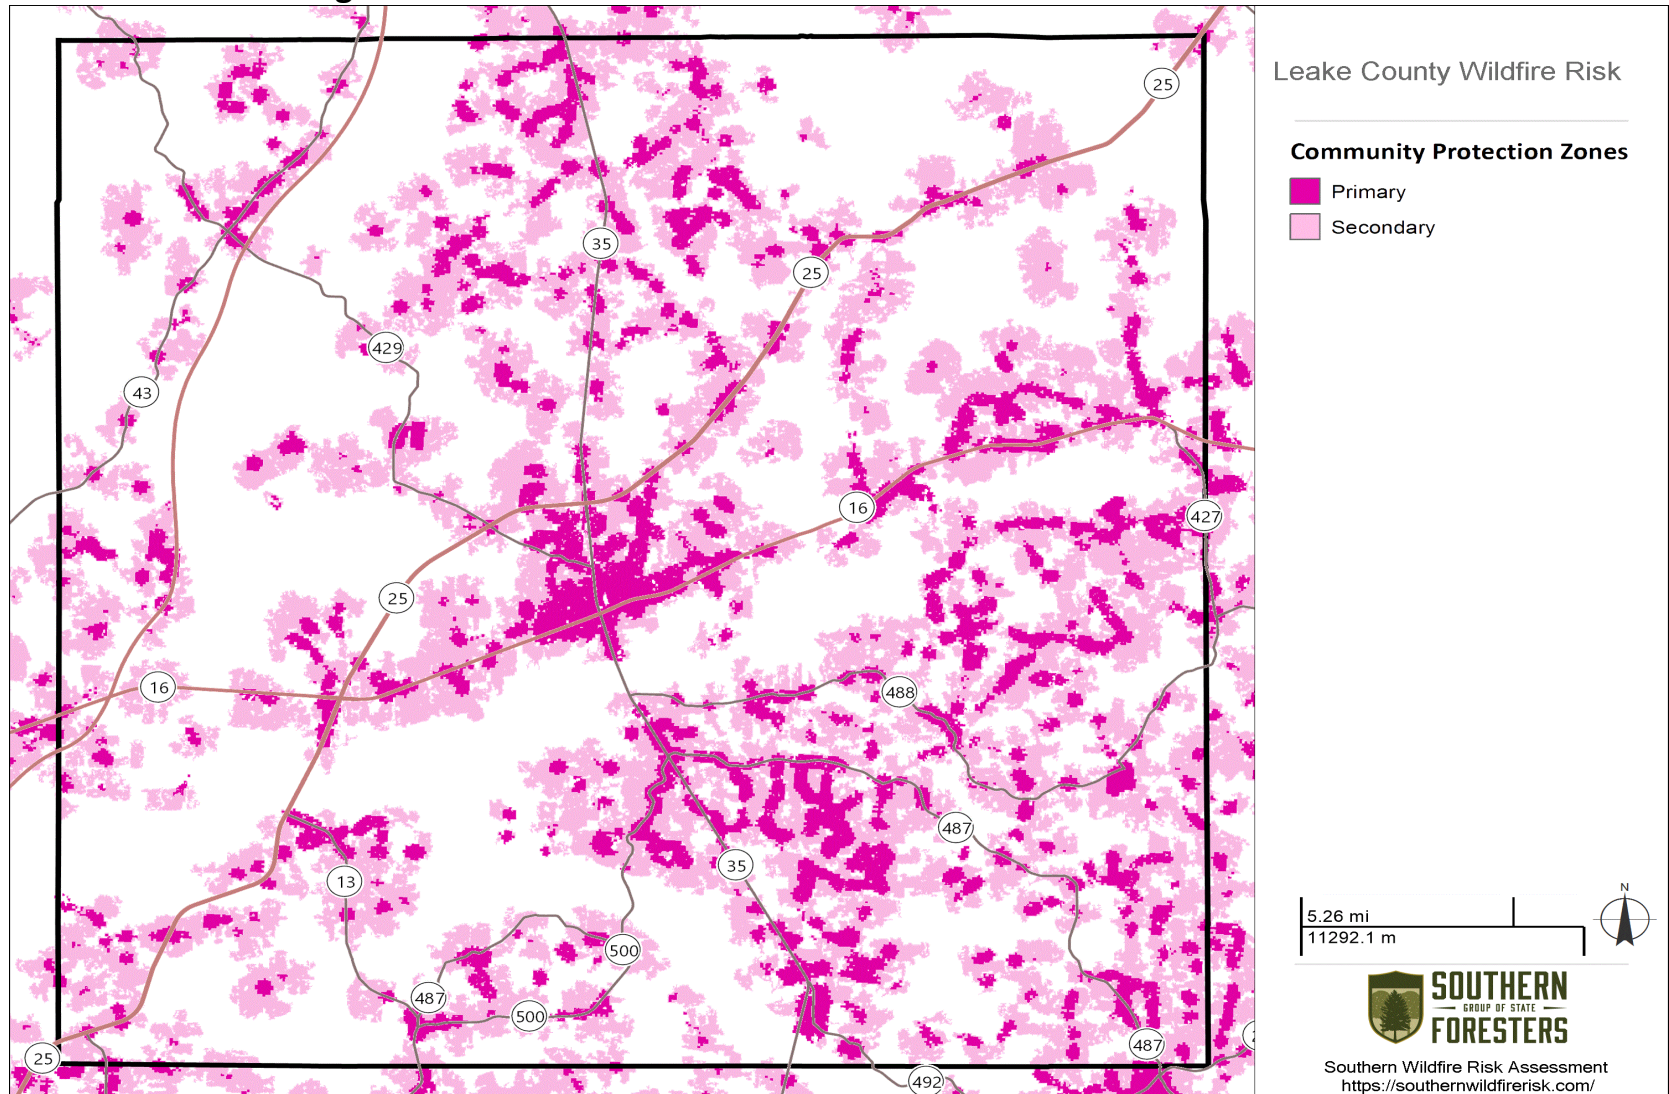 25
35
25
429
43
16
427
25
16
488
487
35
13
500
487
500
487
25
492
Leake County Wildfire Risk
Community Protection Zones
Primary
Secondary
N
5.26 mi
11292.1 m
SOUTHERN
GROUP OF STATE
FORESTERS
Southern Wildfire Risk Assessment
https://southernwildfirerisk.com/